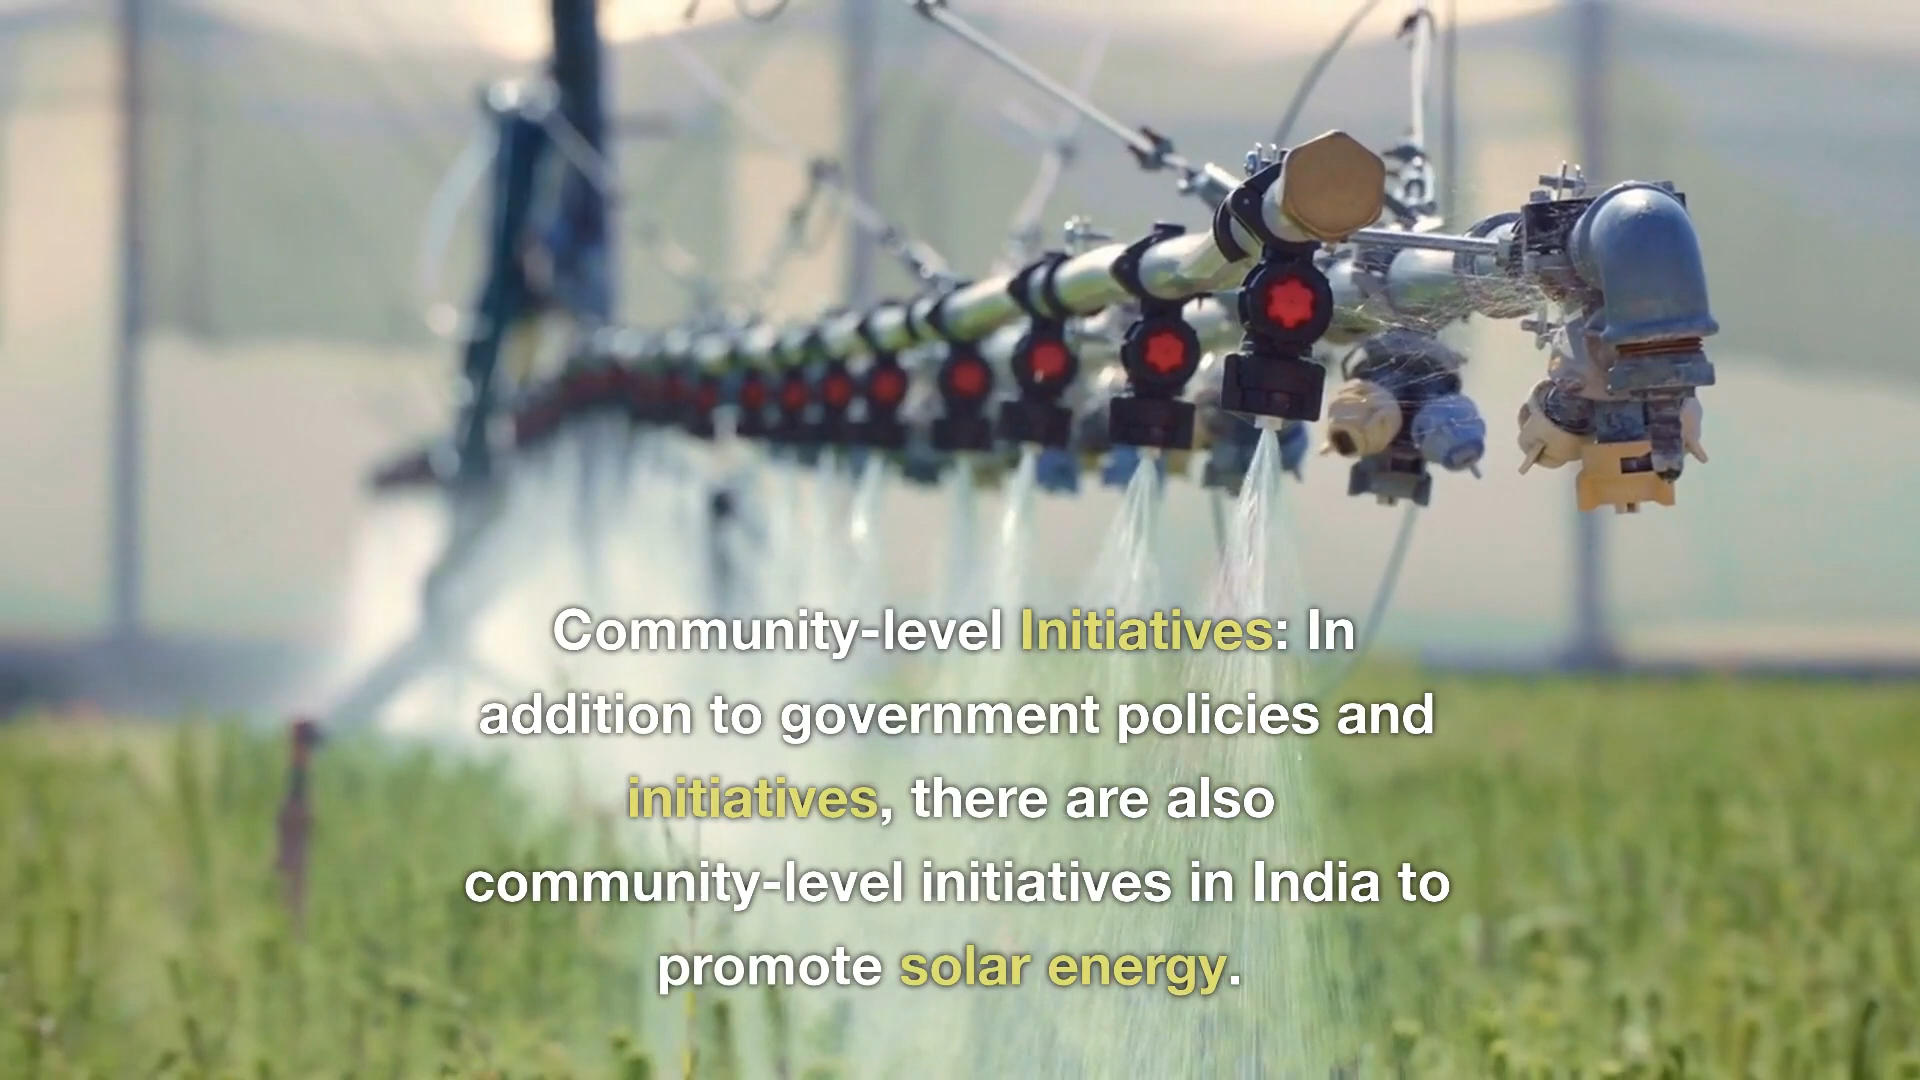 Community-level Initiatives: In
addition to government policies and
initiatives, there are also
community-level initiatives in India to
promote solar energy.